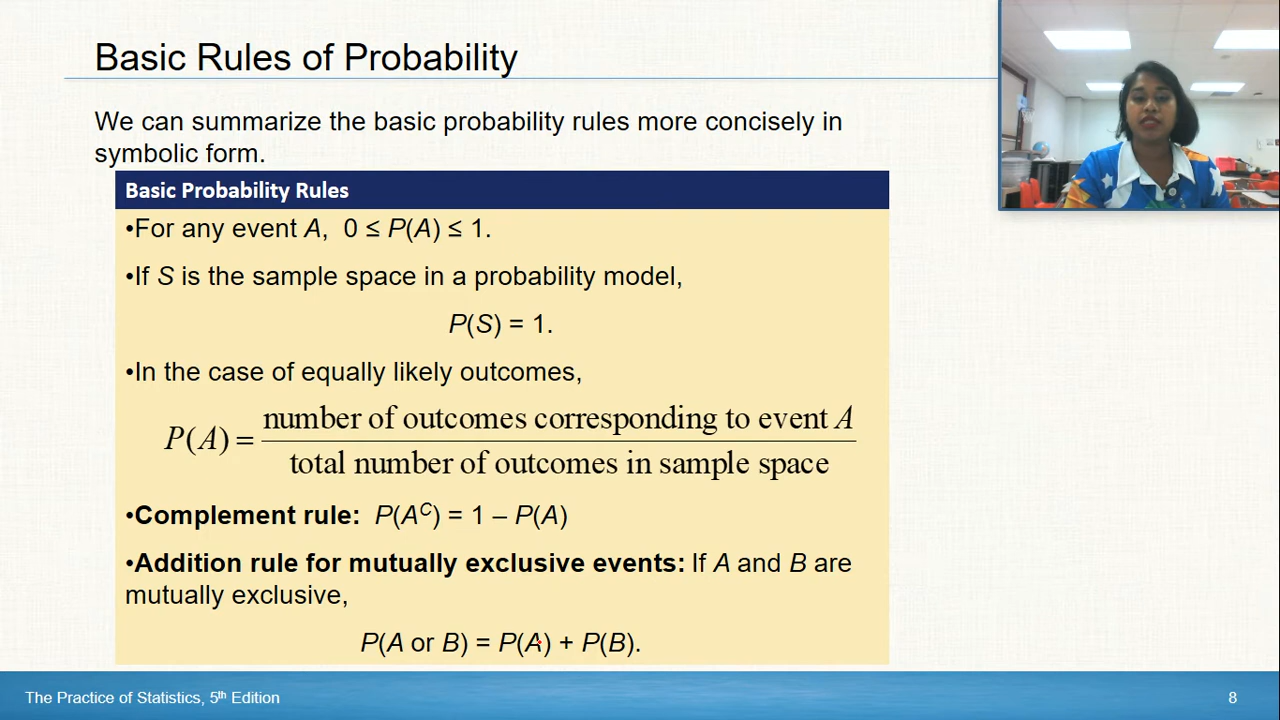 Basic Rules of Probability
We can summarize the basic probability rules more concisely in
symbolic form.
Basic Probability Rules
•For any event A, 0 ≤ P(A) ≤ 1.
•If S is the sample space in a probability model,
P(S) = 1.
•In the case of equally likely outcomes,
P(A) = number of outcomes corresponding to event A
total number of outcomes in sample space
•Complement rule: P(Aᶜ) = 1 – P(A)
•Addition rule for mutually exclusive events: If A and B are
mutually exclusive,
P(A or B) = P(A) + P(B).
The Practice of Statistics, 5th Edition
8